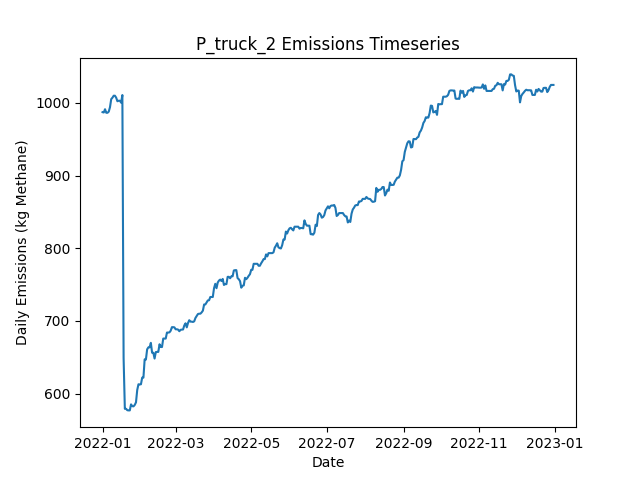 P_truck_2 Emissions Timeseries
Daily Emissions (kg Methane)
1000
900
800
700
600
2022-01 2022-03 2022-05 2022-07 2022-09 2022-11 2023-01
Date